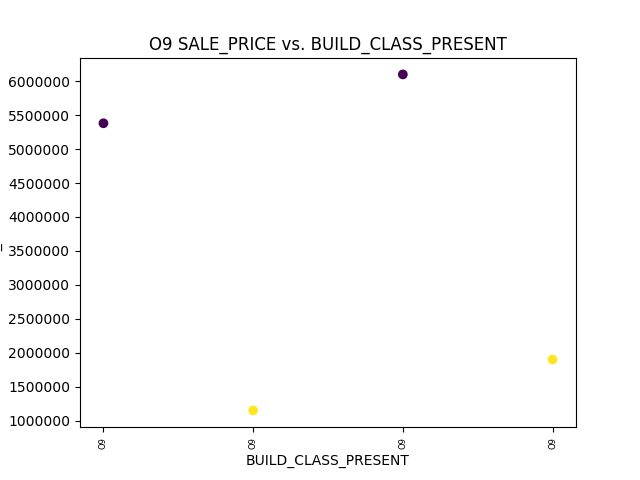 O9 SALE_PRICE vs. BUILD_CLASS_PRESENT
6000000
5500000
5000000
4500000
4000000
3500000
3000000
2500000
2000000
1500000
1000000
O9
O9
O9
O9
BUILD_CLASS_PRESENT